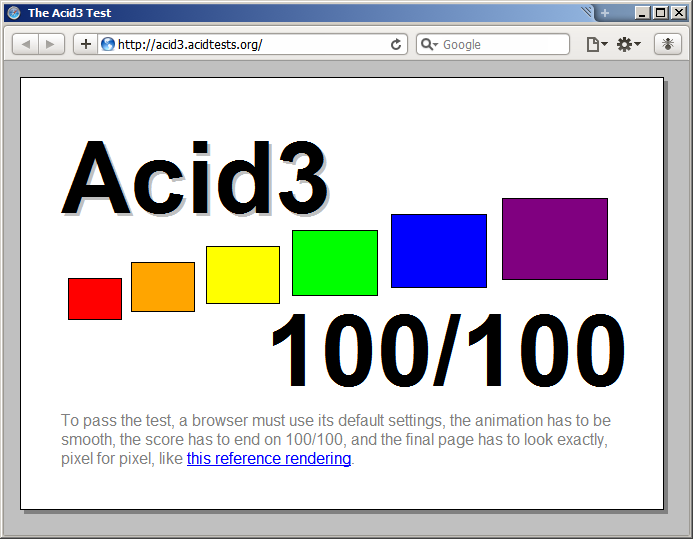 The Acid3 Test
http://acid3.acidtests.org/
Google
Acid3
100/100
To pass the test, a browser must use its default settings, the animation has to be
smooth, the score has to end on 100/100, and the final page has to look exactly,
pixel for pixel, like this reference rendering.